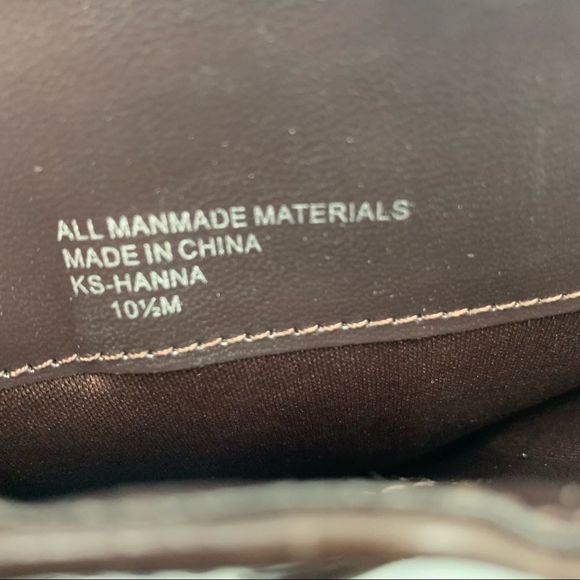 ALL MANMADE MATERIALS
MADE IN CHINA
KS-HANNA
10½M